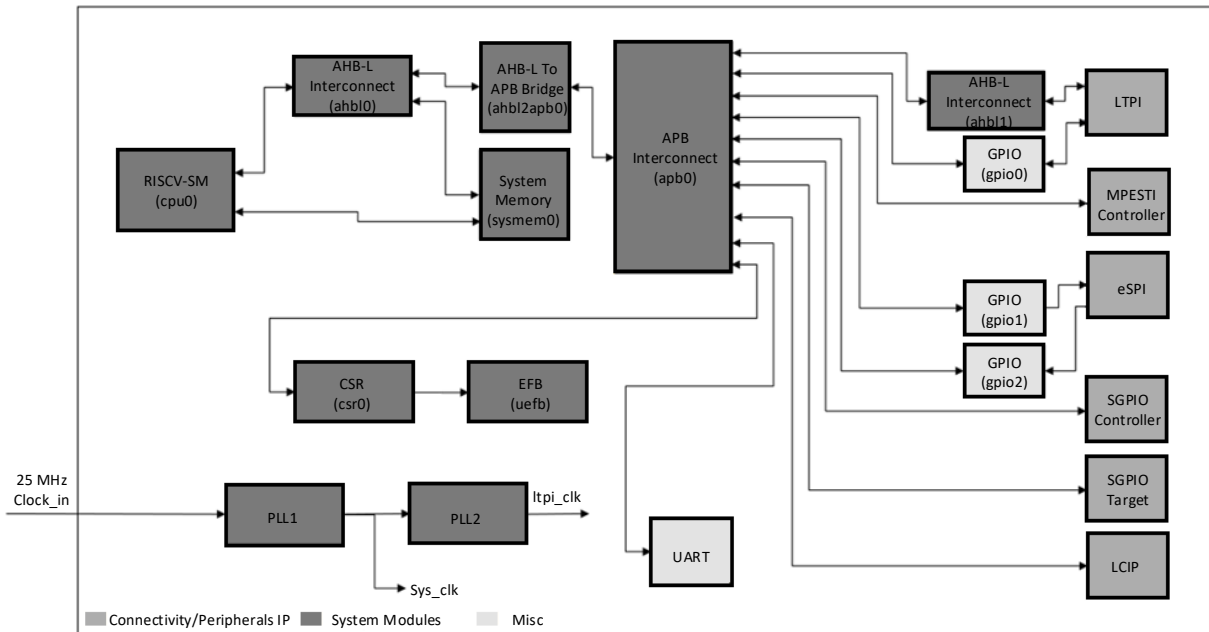 AHB-L
Interconnect
(ahbl0)
AHB-L To
APB Bridge
(ahbl2apb0)
APB
Interconnect
(apb0)
AHB-L
Interconnect
(ahbl1)
LTPI
GPIO
(gpio0)
RISCV-SM
(cpu0)
System
Memory
(sysmem0)
MPESTI
Controller
GPIO
(gpio1)
eSPI
GPIO
(gpio2)
CSR
(csr0)
EFB
(uefb)
SGPIO
Controller
25 MHz
Clock_in
PLL1
PLL2
ltpi_clk
SGPIO
Target
UART
LCIP
Sys_clk
Connectivity/Peripherals IP
System Modules
Misc